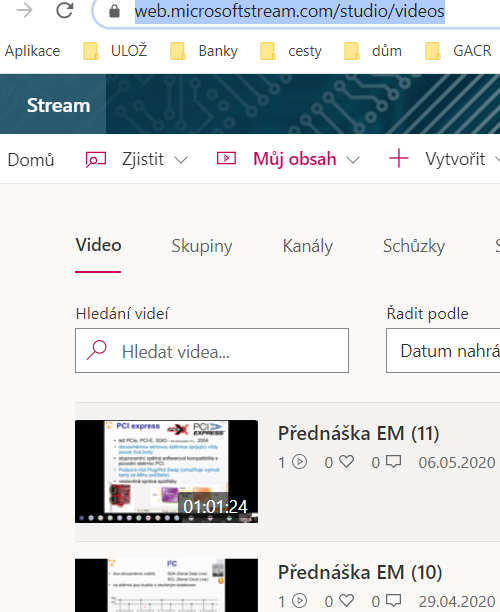 web.microsoftstream.com/studio/videos
Aplikace ULOŽ Banky cesty dům GACR
Stream
Domů Zjistit Můj obsah Vytvořit
Video Skupiny Kanály Schůzky
Hledání videí Řadit podle
Hledat videa... Datum nahrá
PCI express PCI EXPRESS
01:01:24
Přednáška EM (11)
1 0 0 06.05.2020
I²C
Přednáška EM (10)
1 0 0 29.04.2020